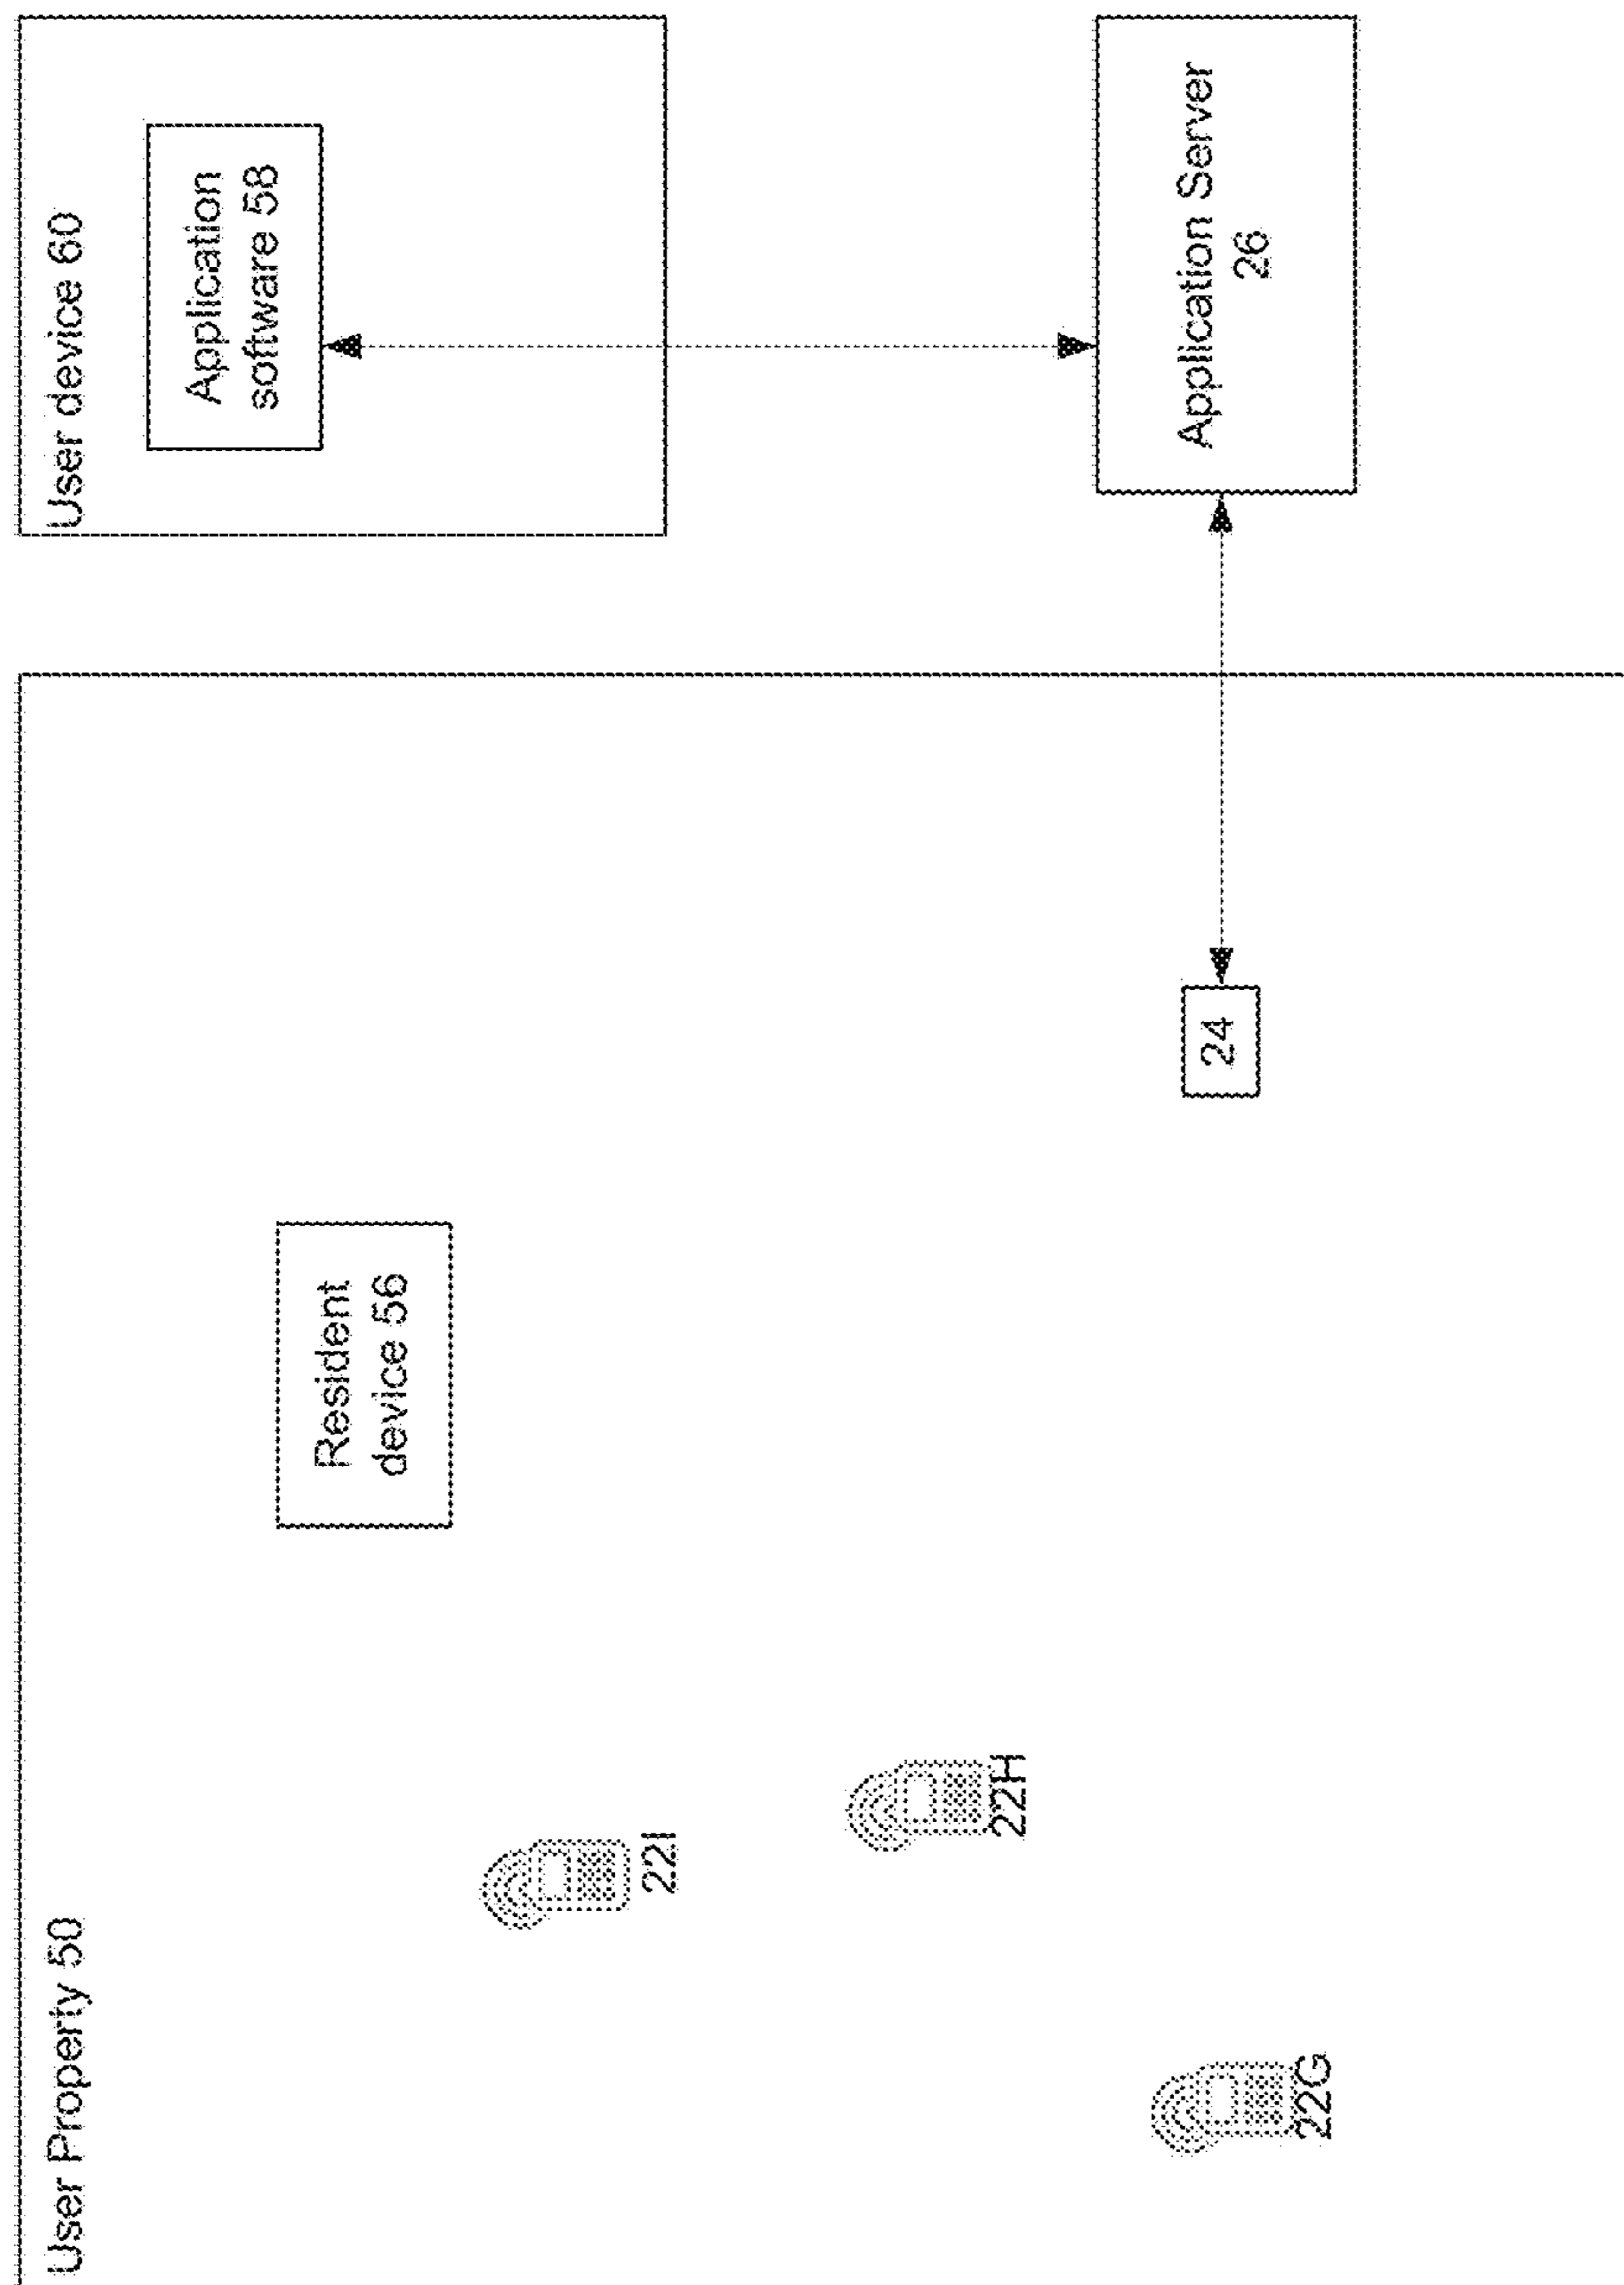 User Property 50
User device 60
Application
software 58
Resident
device 56
22I
22H
24
Application Server
26
22G